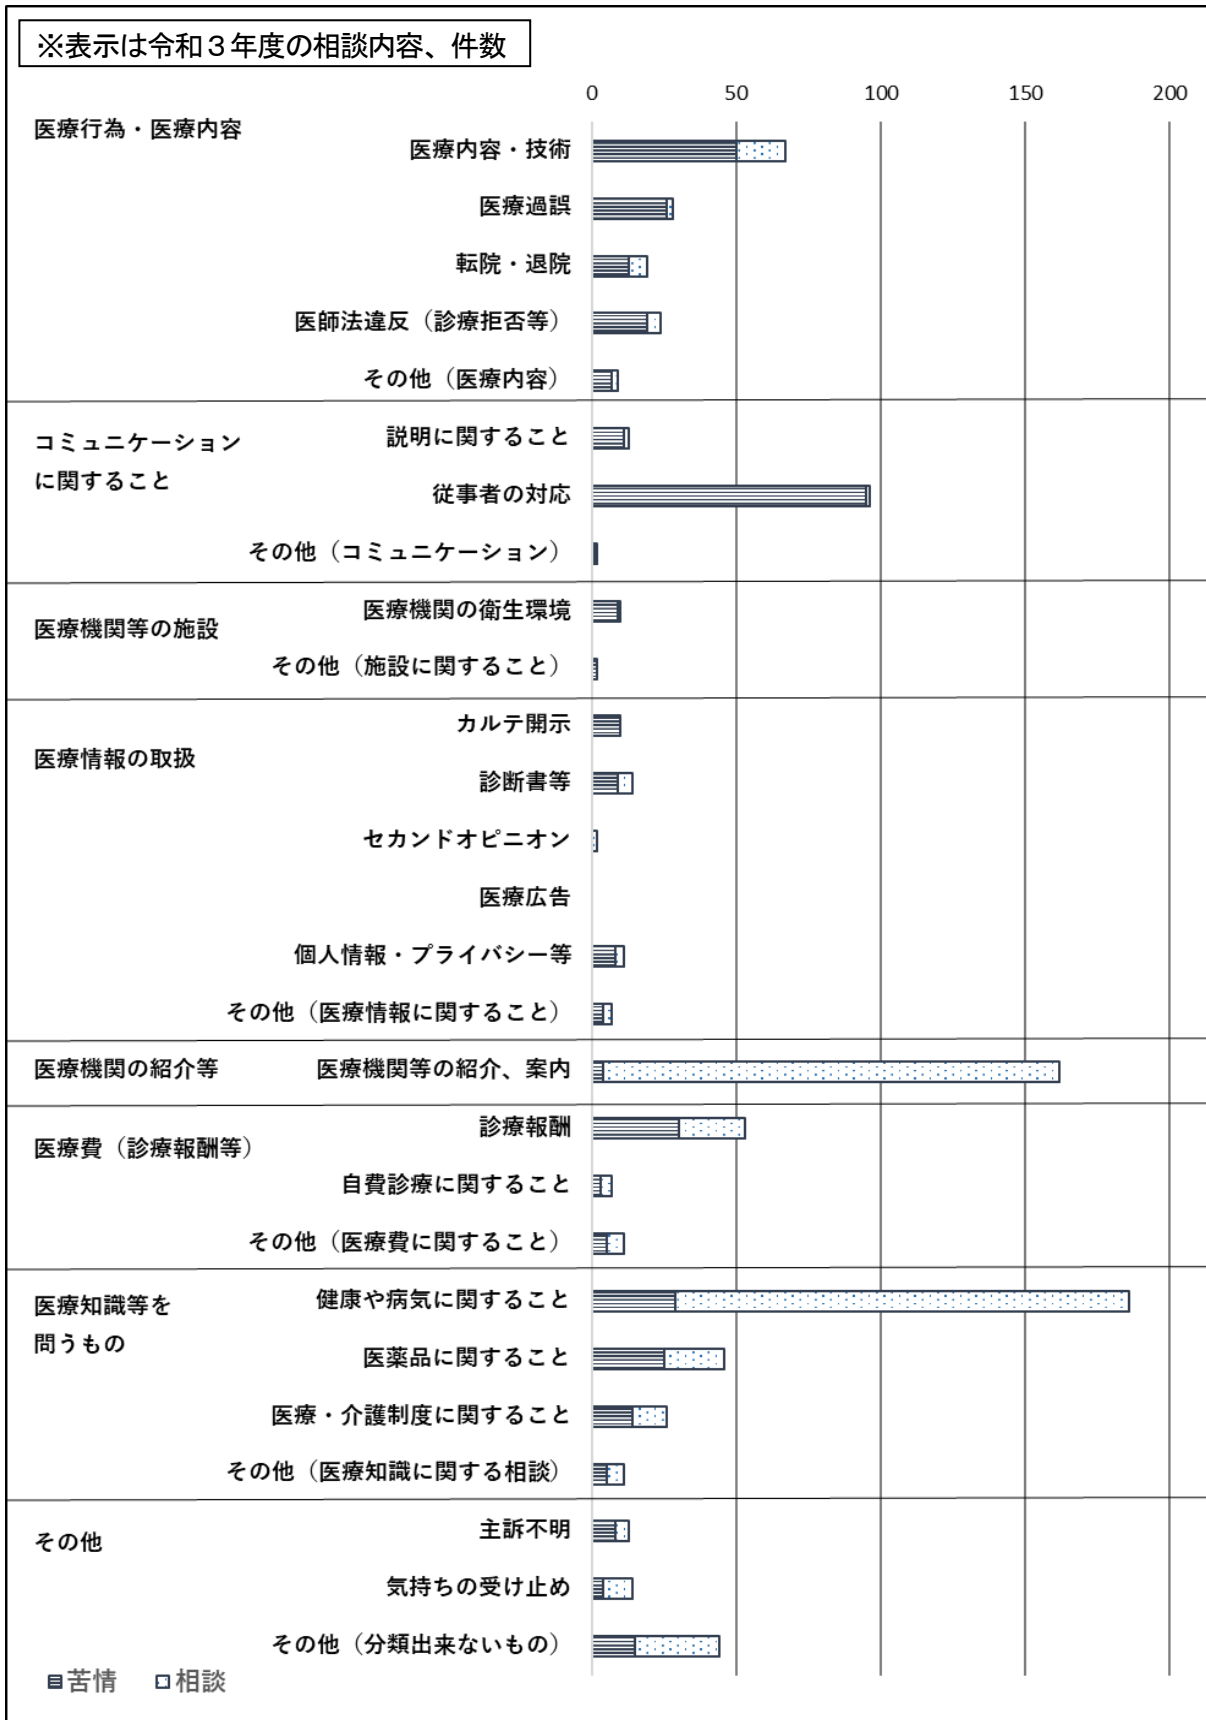 ※表示は令和３年度の相談内容、件数
0 50 100 150 200
医療行為・医療内容
医療内容・技術
医療過誤
転院・退院
医師法違反（診療拒否等）
その他（医療内容）
コミュニケーション
に関すること
説明に関すること
従事者の対応
その他（コミュニケーション）
医療機関等の施設
医療機関の衛生環境
その他（施設に関すること）
医療情報の取扱
カルテ開示
診断書等
セカンドオピニオン
医療広告
個人情報・プライバシー等
その他（医療情報に関すること）
医療機関の紹介等
医療機関等の紹介、案内
医療費（診療報酬等）
診療報酬
自費診療に関すること
その他（医療費に関すること）
医療知識等を
問うもの
健康や病気に関すること
医薬品に関すること
医療・介護制度に関すること
その他（医療知識に関する相談）
その他
主訴不明
気持ちの受け止め
その他（分類出来ないもの）
苦情 相談